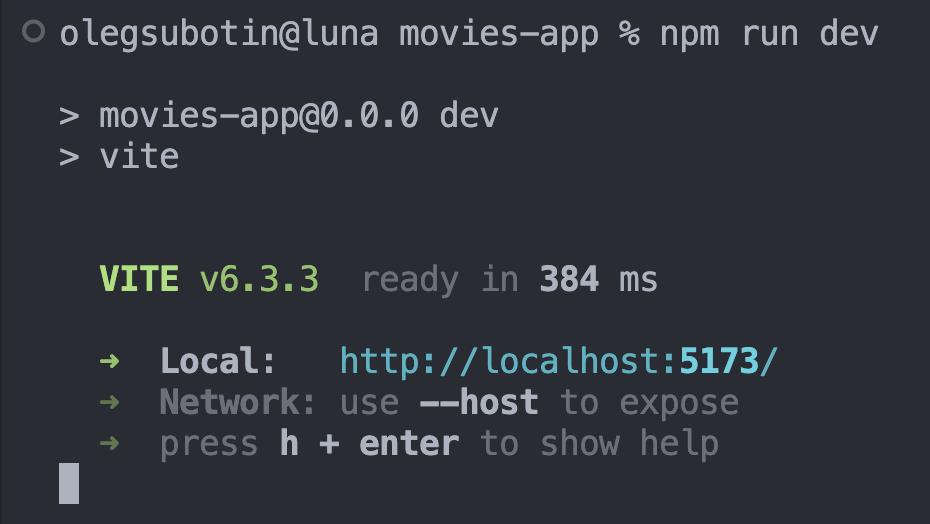 olegsubotin@luna movies-app % npm run dev
> movies-app@0.0.0 dev
> vite
VITE v6.3.3 ready in 384 ms
➜ Local: http://localhost:5173/
➜ Network: use --host to expose
➜ press h + enter to show help